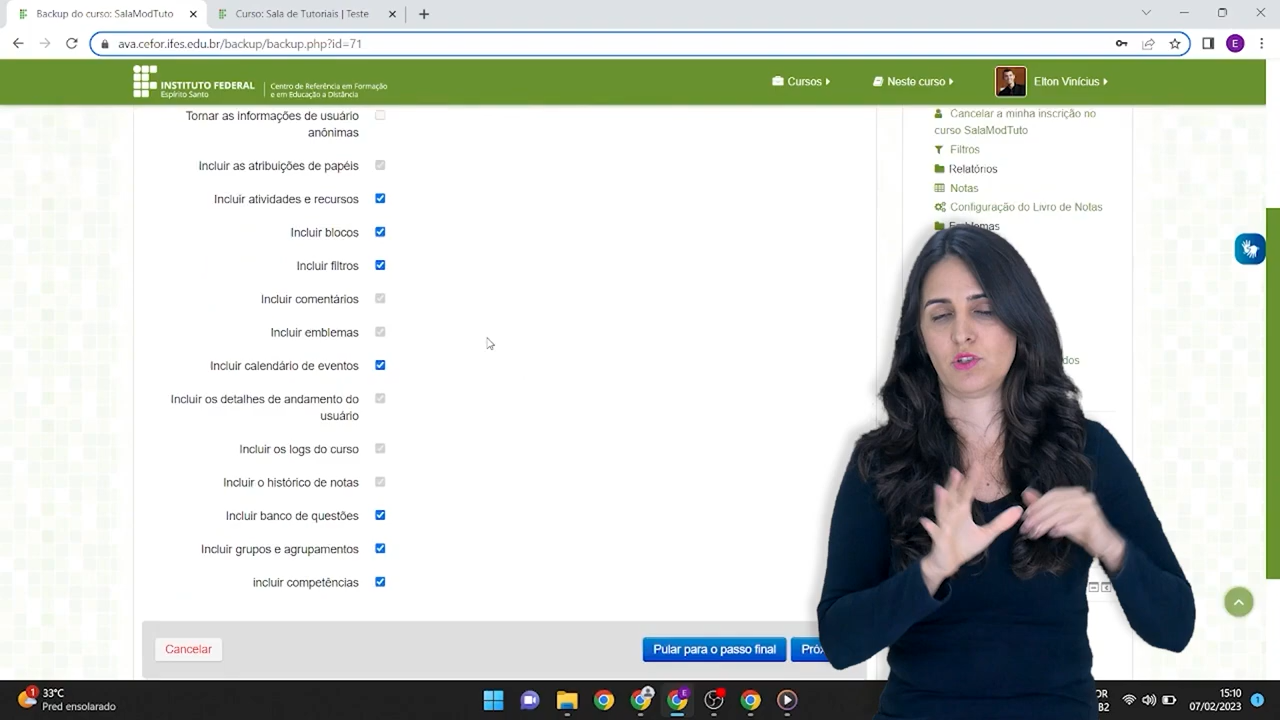 Backup do curso: SalaModTuto
Curso: Sala de Tutoriais | Teste
ava.cefor.ifes.edu.br/backup/backup.php?id=71
E
INSTITUTO FEDERAL
Espírito Santo
Centro de Referência em Formação
e em Educação a Distância
Cursos
Neste curso
Elton Vinícius
Tornar as informações de usuário
anônimas
Incluir as atribuições de papéis
Incluir atividades e recursos
Incluir blocos
Incluir filtros
Incluir comentários
Incluir emblemas
Incluir calendário de eventos
Incluir os detalhes de andamento do
usuário
Incluir os logs do curso
Incluir o histórico de notas
Incluir banco de questões
Incluir grupos e agrupamentos
incluir competências
Cancelar a minha inscrição no
curso SalaModTuto
Filtros
Relatórios
Notas
Configuração do Livro de Notas
Emblemas
Cancelar
Pular para o passo final
1
33°C
Pred ensolarado
E
15:10
07/02/2023
1